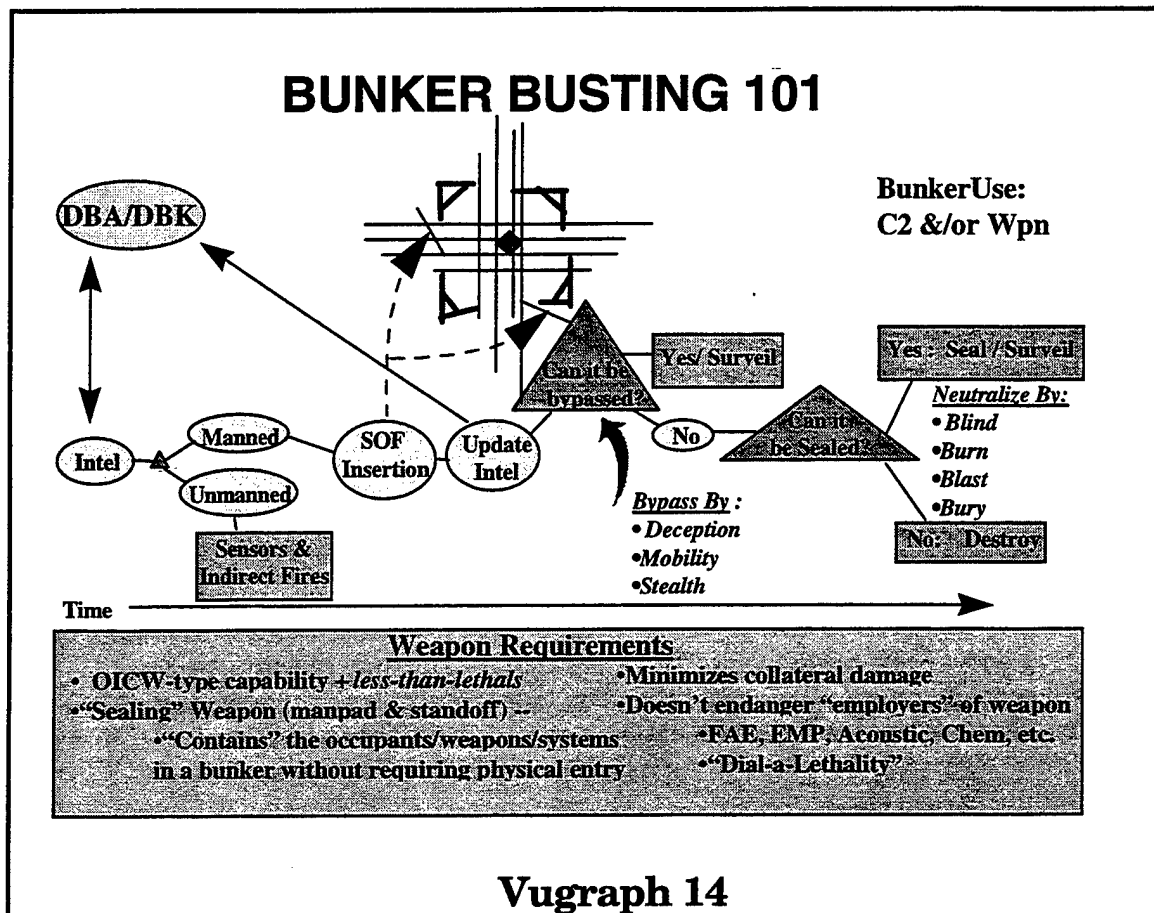 BUNKER BUSTING 101
DBA/DBK
BunkerUse:
C2 &/or Wpn
Intel
Manned
Unmanned
Sensors &
Indirect Fires
SOF
Insertion
Update
Intel
Can it be
bypassed?
Yes/ Surveil
Bypass By :
• Deception
•Mobility
•Stealth
No
Can it
be Sealed?
Yes : Seal / Surveil
Neutralize By:
• Blind
•Burn
•Blast
•Bury
No: Destroy
Time
Weapon Requirements
• OICW-type capability + less-than-lethals
•"Sealing" Weapon (manpad & standoff) --
•"Contains" the occupants/weapons/systems
in a bunker without requiring physical entry
•Minimizes collateral damage
•Doesn't endanger "employers" of weapon
•FAE, EMP, Acoustic, Chem, etc.
•"Dial-a-Lethality"
Vugraph 14